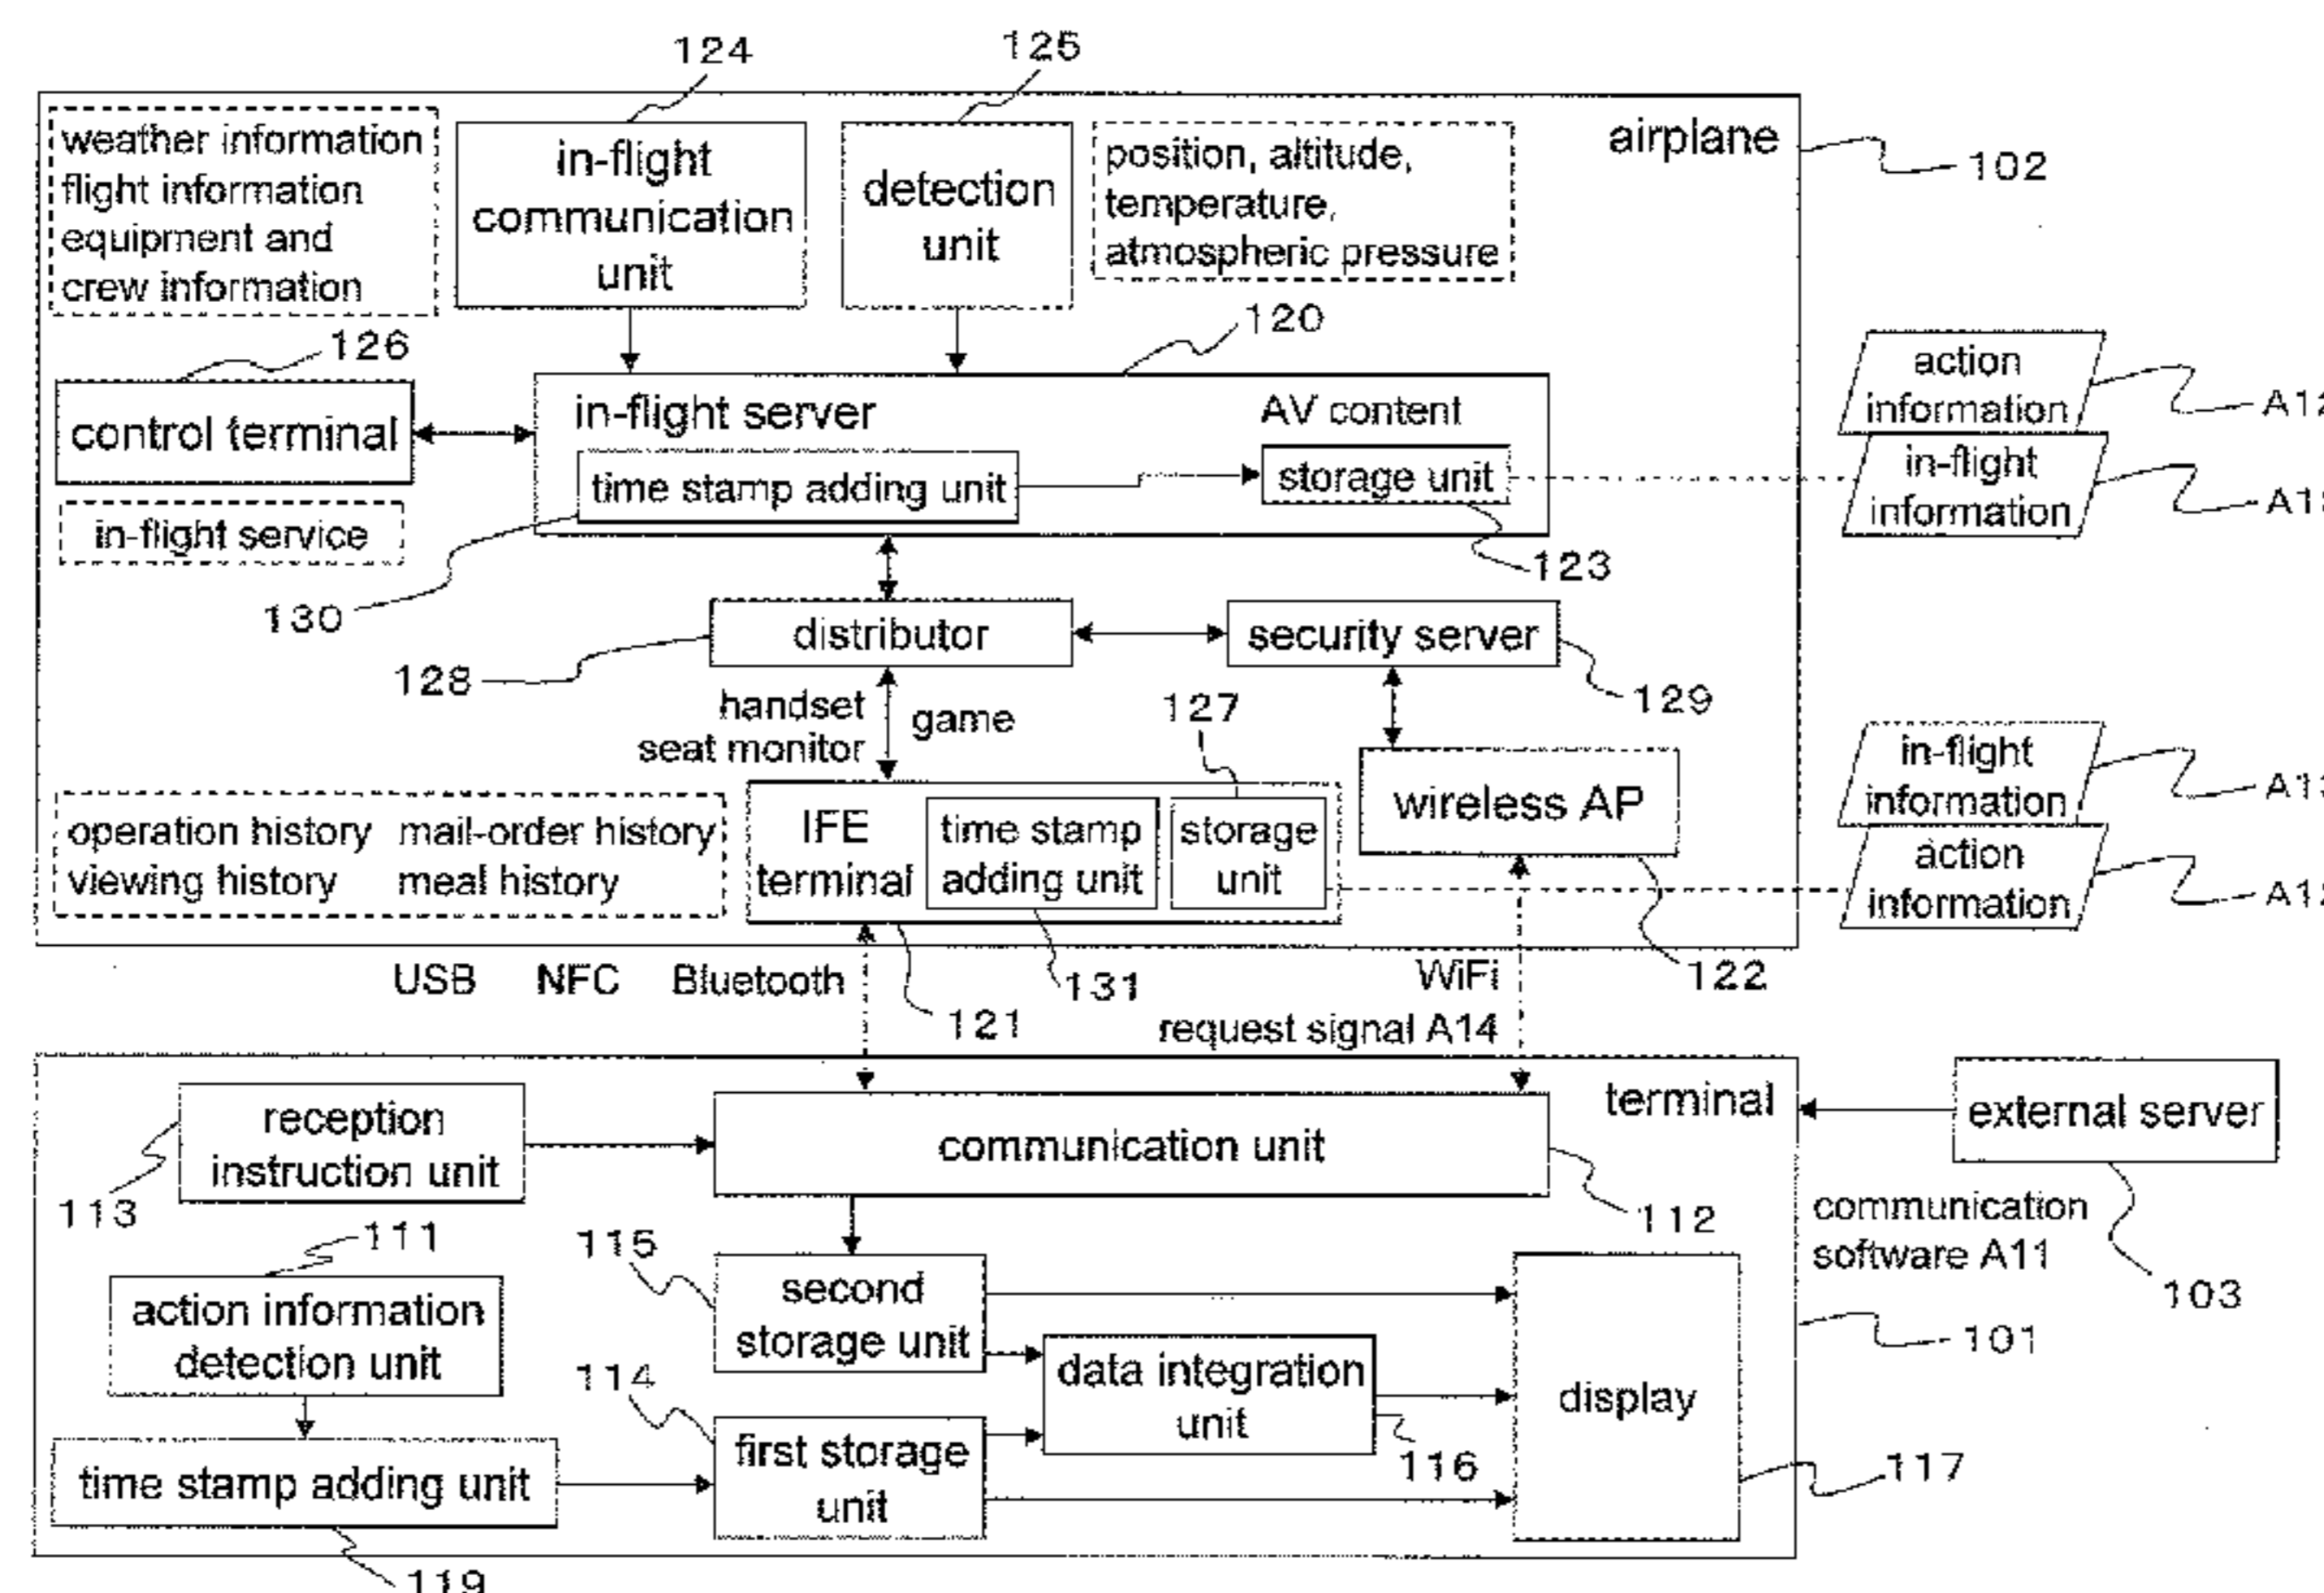 124
125
weather information
flight information
equipment and
crew information
in-flight
communication
unit
detection
unit
position, altitude,
temperature,
atmospheric pressure
airplane
102
126
120
control terminal
in-flight server
AV content
time stamp adding unit
storage unit
in-flight service
action
information
A12
in-flight
information
130
123
distributor
security server
128
129
handset
seat monitor
game
127
operation history mail-order history
viewing history meal history
IFE
terminal
time stamp
adding unit
storage
unit
wireless AP
in-flight
information
A13
action
information
A12
USB NFC Bluetooth
131
121
WiFi
122
request signal A14
terminal
reception
instruction unit
113
communication unit
112
external server
communication
software A11
103
111
action information
detection unit
115
second
storage unit
114
first storage
unit
data integration
unit
116
display
101
117
time stamp adding unit
119